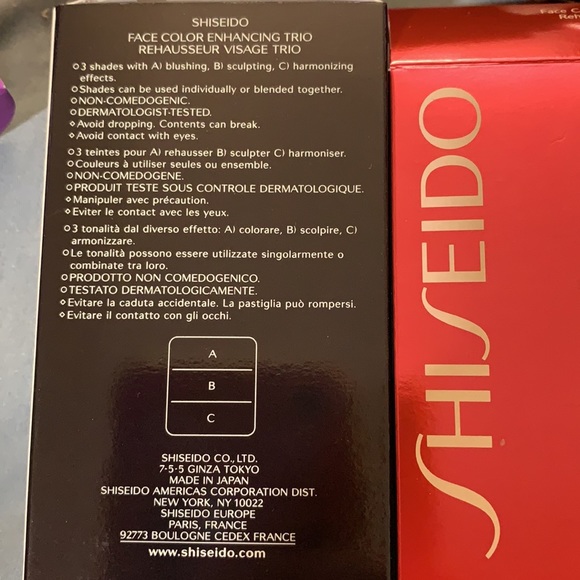 SHISEIDO
FACE COLOR ENHANCING TRIO
REHAUSSEUR VISAGE TRIO
3 shades with A) blushing, B) sculpting, C) harmonizing
effects.
Shades can be used individually or blended together.
NON-COMEDOGENIC.
DERMATOLOGIST-TESTED.
Avoid dropping. Contents can break.
Avoid contact with eyes.
3 teintes pour A) rehausser B) sculpter C) harmoniser.
Couleurs à utiliser seules ou ensemble.
NON-COMEDOGENE.
PRODUIT TESTE SOUS CONTROLE DERMATOLOGIQUE.
Manipuler avec précaution.
Eviter le contact avec les yeux.
3 tonalità dal diverso effetto: A) colorare, B) scolpire, C)
armonizzare.
Le tonalità possono essere utilizzate singolarmente o
combinate tra loro.
PRODOTTO NON COMEDOGENICO.
TESTATO DERMATOLOGICAMENTE.
Evitare la caduta accidentale. La pastiglia può rompersi.
Evitare il contatto con gli occhi.
A
B
C
SHISEIDO CO., LTD.
7-5-5 GINZA TOKYO
MADE IN JAPAN
SHISEIDO AMERICAS CORPORATION DIST.
NEW YORK, NY 10022
SHISEIDO EUROPE
PARIS, FRANCE
92773 BOULOGNE CEDEX FRANCE
www.shiseido.com
SHISEIDO